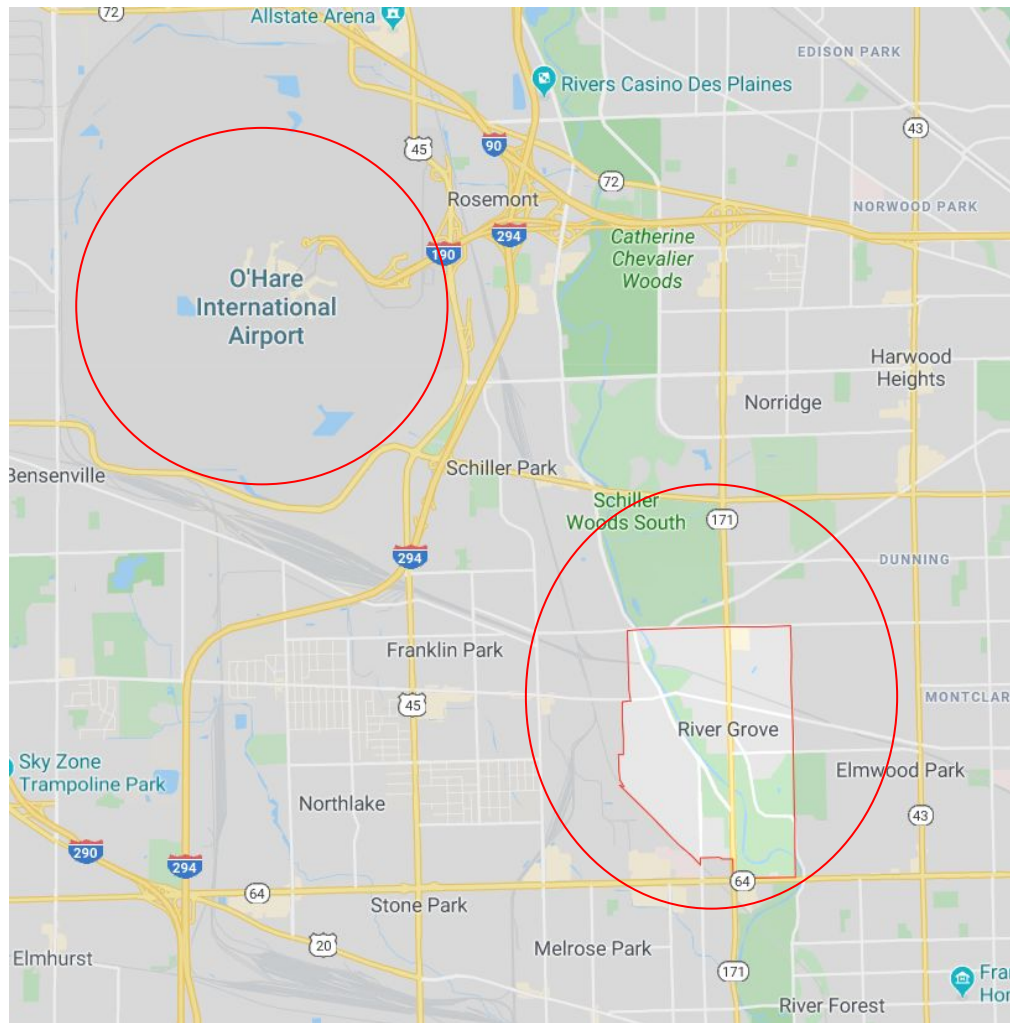 72
Allstate Arena
Rivers Casino Des Plaines
EDISON PARK
43
45
90
72
Rosemont
NORWOOD PARK
294
190
Catherine
Chevalier
Woods
O'Hare
International
Airport
Harwood
Heights
Norridge
Bensenville
Schiller Park
Schiller
Woods South
171
294
DUNNING
Franklin Park
45
MONTCLAR
River Grove
Sky Zone
Trampoline Park
Elmwood Park
Northlake
43
290
294
64
64
Stone Park
20
Melrose Park
Elmhurst
171
Fra
Hor
River Forest